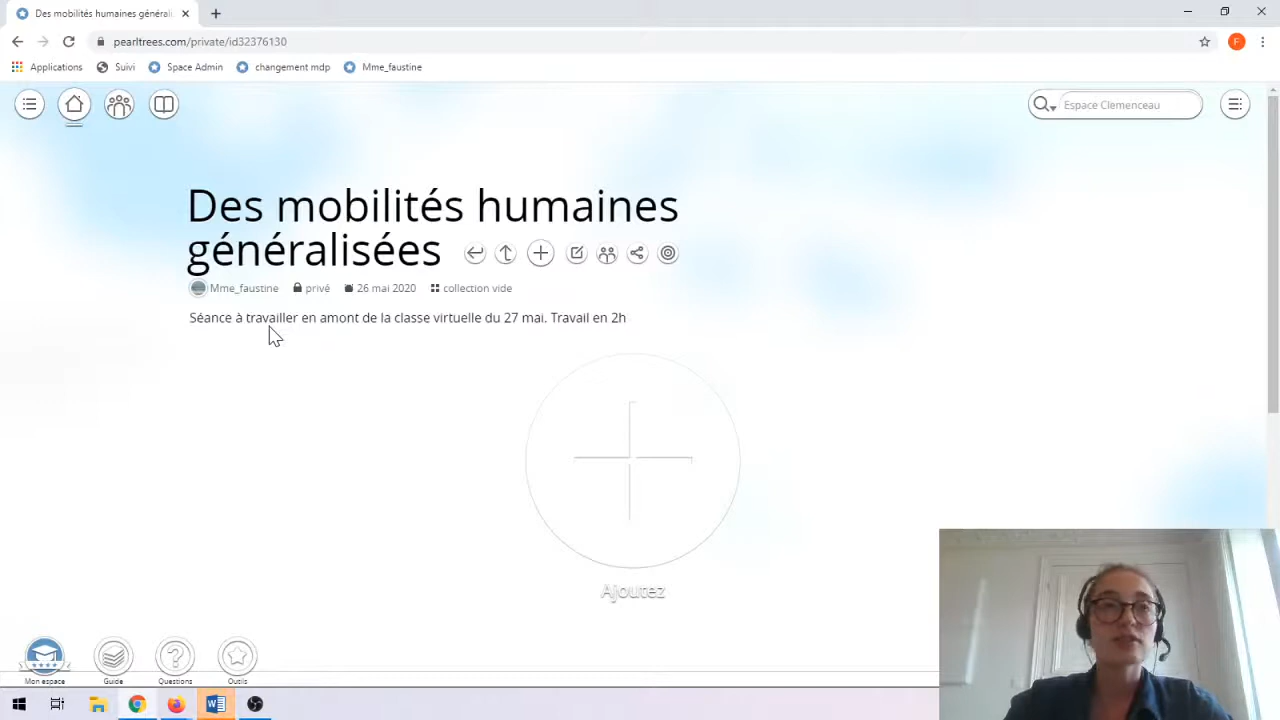 Des mobilités humaines générali
pearltrees.com/private/id32376130
Applications Suivi Space Admin changement mdp Mme_faustine
Espace Clemenceau
Des mobilités humaines
généralisées
Mme_faustine privé 26 mai 2020 collection vide
Séance à travailler en amont de la classe virtuelle du 27 mai. Travail en 2h
Ajoutez
Mon espace Guide Questions Outils